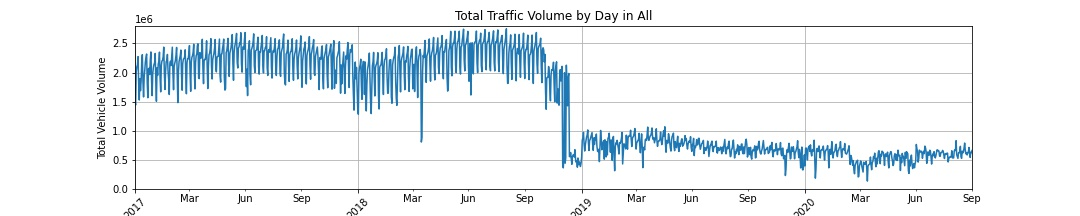 Total Traffic Volume by Day in All
1e6
Total Vehicle Volume
2.5
2.0
1.5
1.0
0.5
0.0
2017 Mar Jun Sep 2018 Mar Jun Sep 2019 Mar Jun Sep 2020 Mar Jun Sep